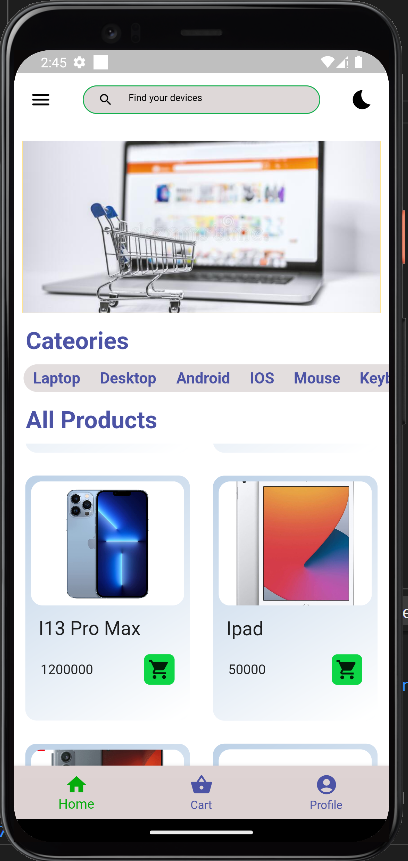 2:45
Find your devices
Cateories
Laptop Desktop Android IOS Mouse Keyb
All Products
I13 Pro Max
Ipad
1200000
50000
Home
Cart
Profile